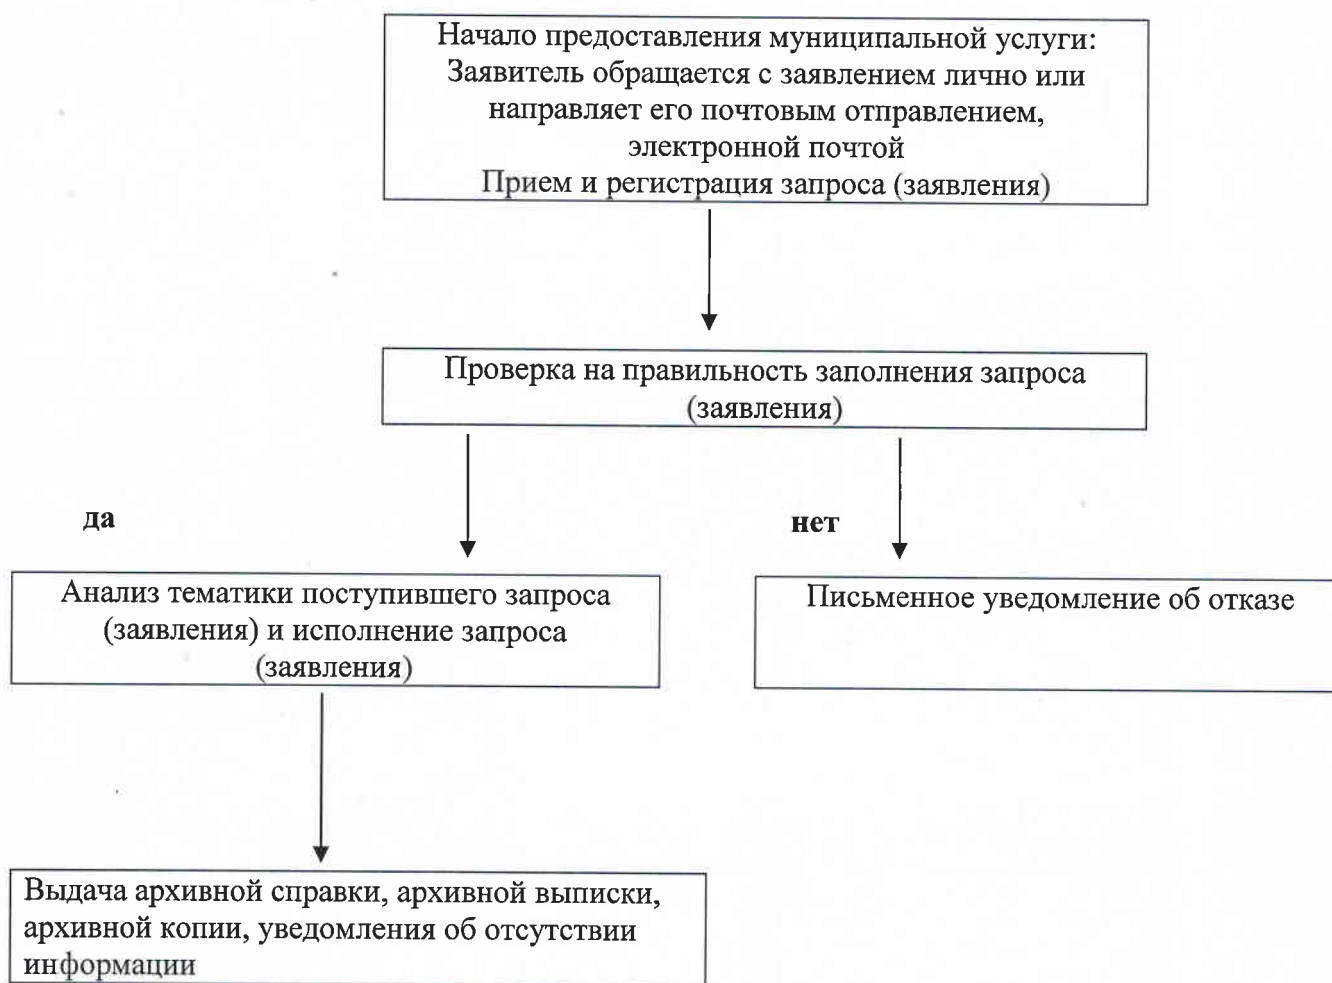 Начало предоставления муниципальной услуги:
Заявитель обращается с заявлением лично или
направляет его почтовым отправлением,
электронной почтой
Прием и регистрация запроса (заявления)
Проверка на правильность заполнения запроса
(заявления)
да
нет
Анализ тематики поступившего запроса
(заявления) и исполнение запроса
(заявления)
Письменное уведомление об отказе
Выдача архивной справки, архивной выписки,
архивной копии, уведомления об отсутствии
информации